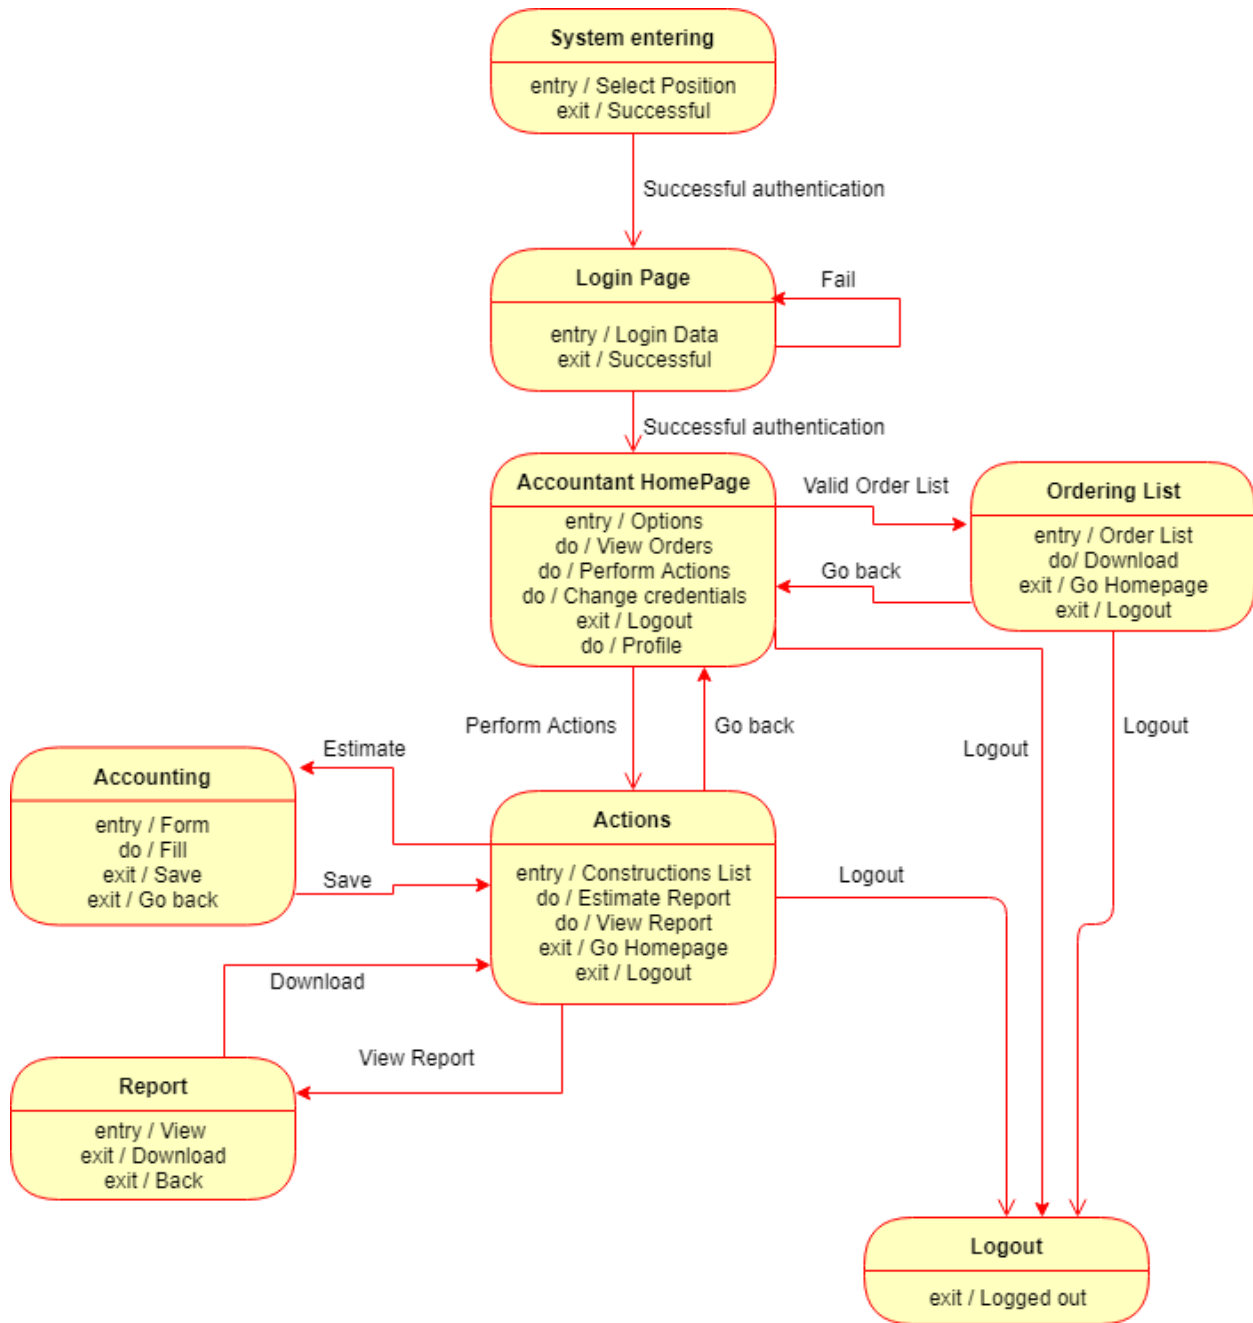 System entering
entry / Select Position
exit / Successful
Successful authentication
Login Page
entry / Login Data
exit / Successful
Fail
Successful authentication
Accountant HomePage
entry / Options
do / View Orders
do / Perform Actions
do / Change credentials
exit / Logout
do / Profile
Valid Order List
Go back
Ordering List
entry / Order List
do/ Download
exit / Go Homepage
exit / Logout
Perform Actions
Go back
Logout
Logout
Estimate
Accounting
entry / Form
do / Fill
exit / Save
exit / Go back
Save
Actions
entry / Constructions List
do / Estimate Report
do / View Report
exit / Go Homepage
exit / Logout
Logout
Download
View Report
Report
entry / View
exit / Download
exit / Back
Logout
exit / Logged out